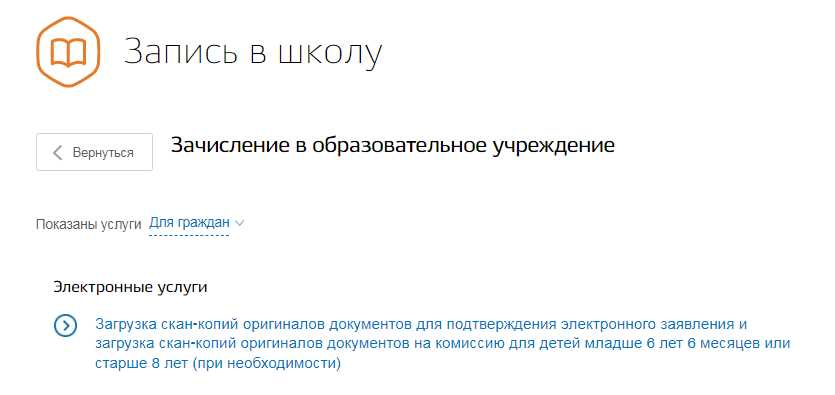 Запись в школу
Вернуться
Зачисление в образовательное учреждение
Показаны услуги Для граждан
Электронные услуги
Загрузка скан-копий оригиналов документов для подтверждения электронного заявления и
загрузка скан-копий оригиналов документов на комиссию для детей младше 6 лет 6 месяцев или
старше 8 лет (при необходимости)